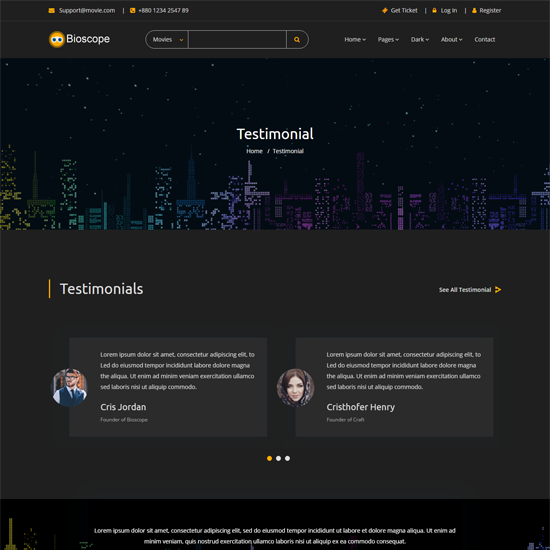 Support@movie.com | +880 1234 2547 89 Get Ticket | Log In | Register
Bioscope Movies Home Pages Dark About Contact
Testimonial
Home / Testimonial
Testimonials
See All Testimonial
Lorem ipsum dolor sit amet, consectetur adipiscing elit, to
Led do eiusmod tempor incididunt labore dolore magna
the aliqua. Ut enim ad minim veniam exercitation ullamco
sed laboris nisi ut aliquip commodo.
Cris Jordan
Founder of Bioscope
Lorem ipsum dolor sit amet, consectetur adipiscing elit, to
Led do eiusmod tempor incididunt labore dolore magna
the aliqua. Ut enim ad minim veniam exercitation ullamco
sed laboris nisi ut aliquip commodo.
Cristhofer Henry
Founder of Craft
Lorem ipsum dolor sit amet, consectetur adipiscing elit, sed do eiusmod tempor incididunt ut labore et dolore magna aliqua. Ut enim ad
minim veniam, quis nostrud exercitation ullamco laboris nisi ut aliquip ex ea commodo consequat.